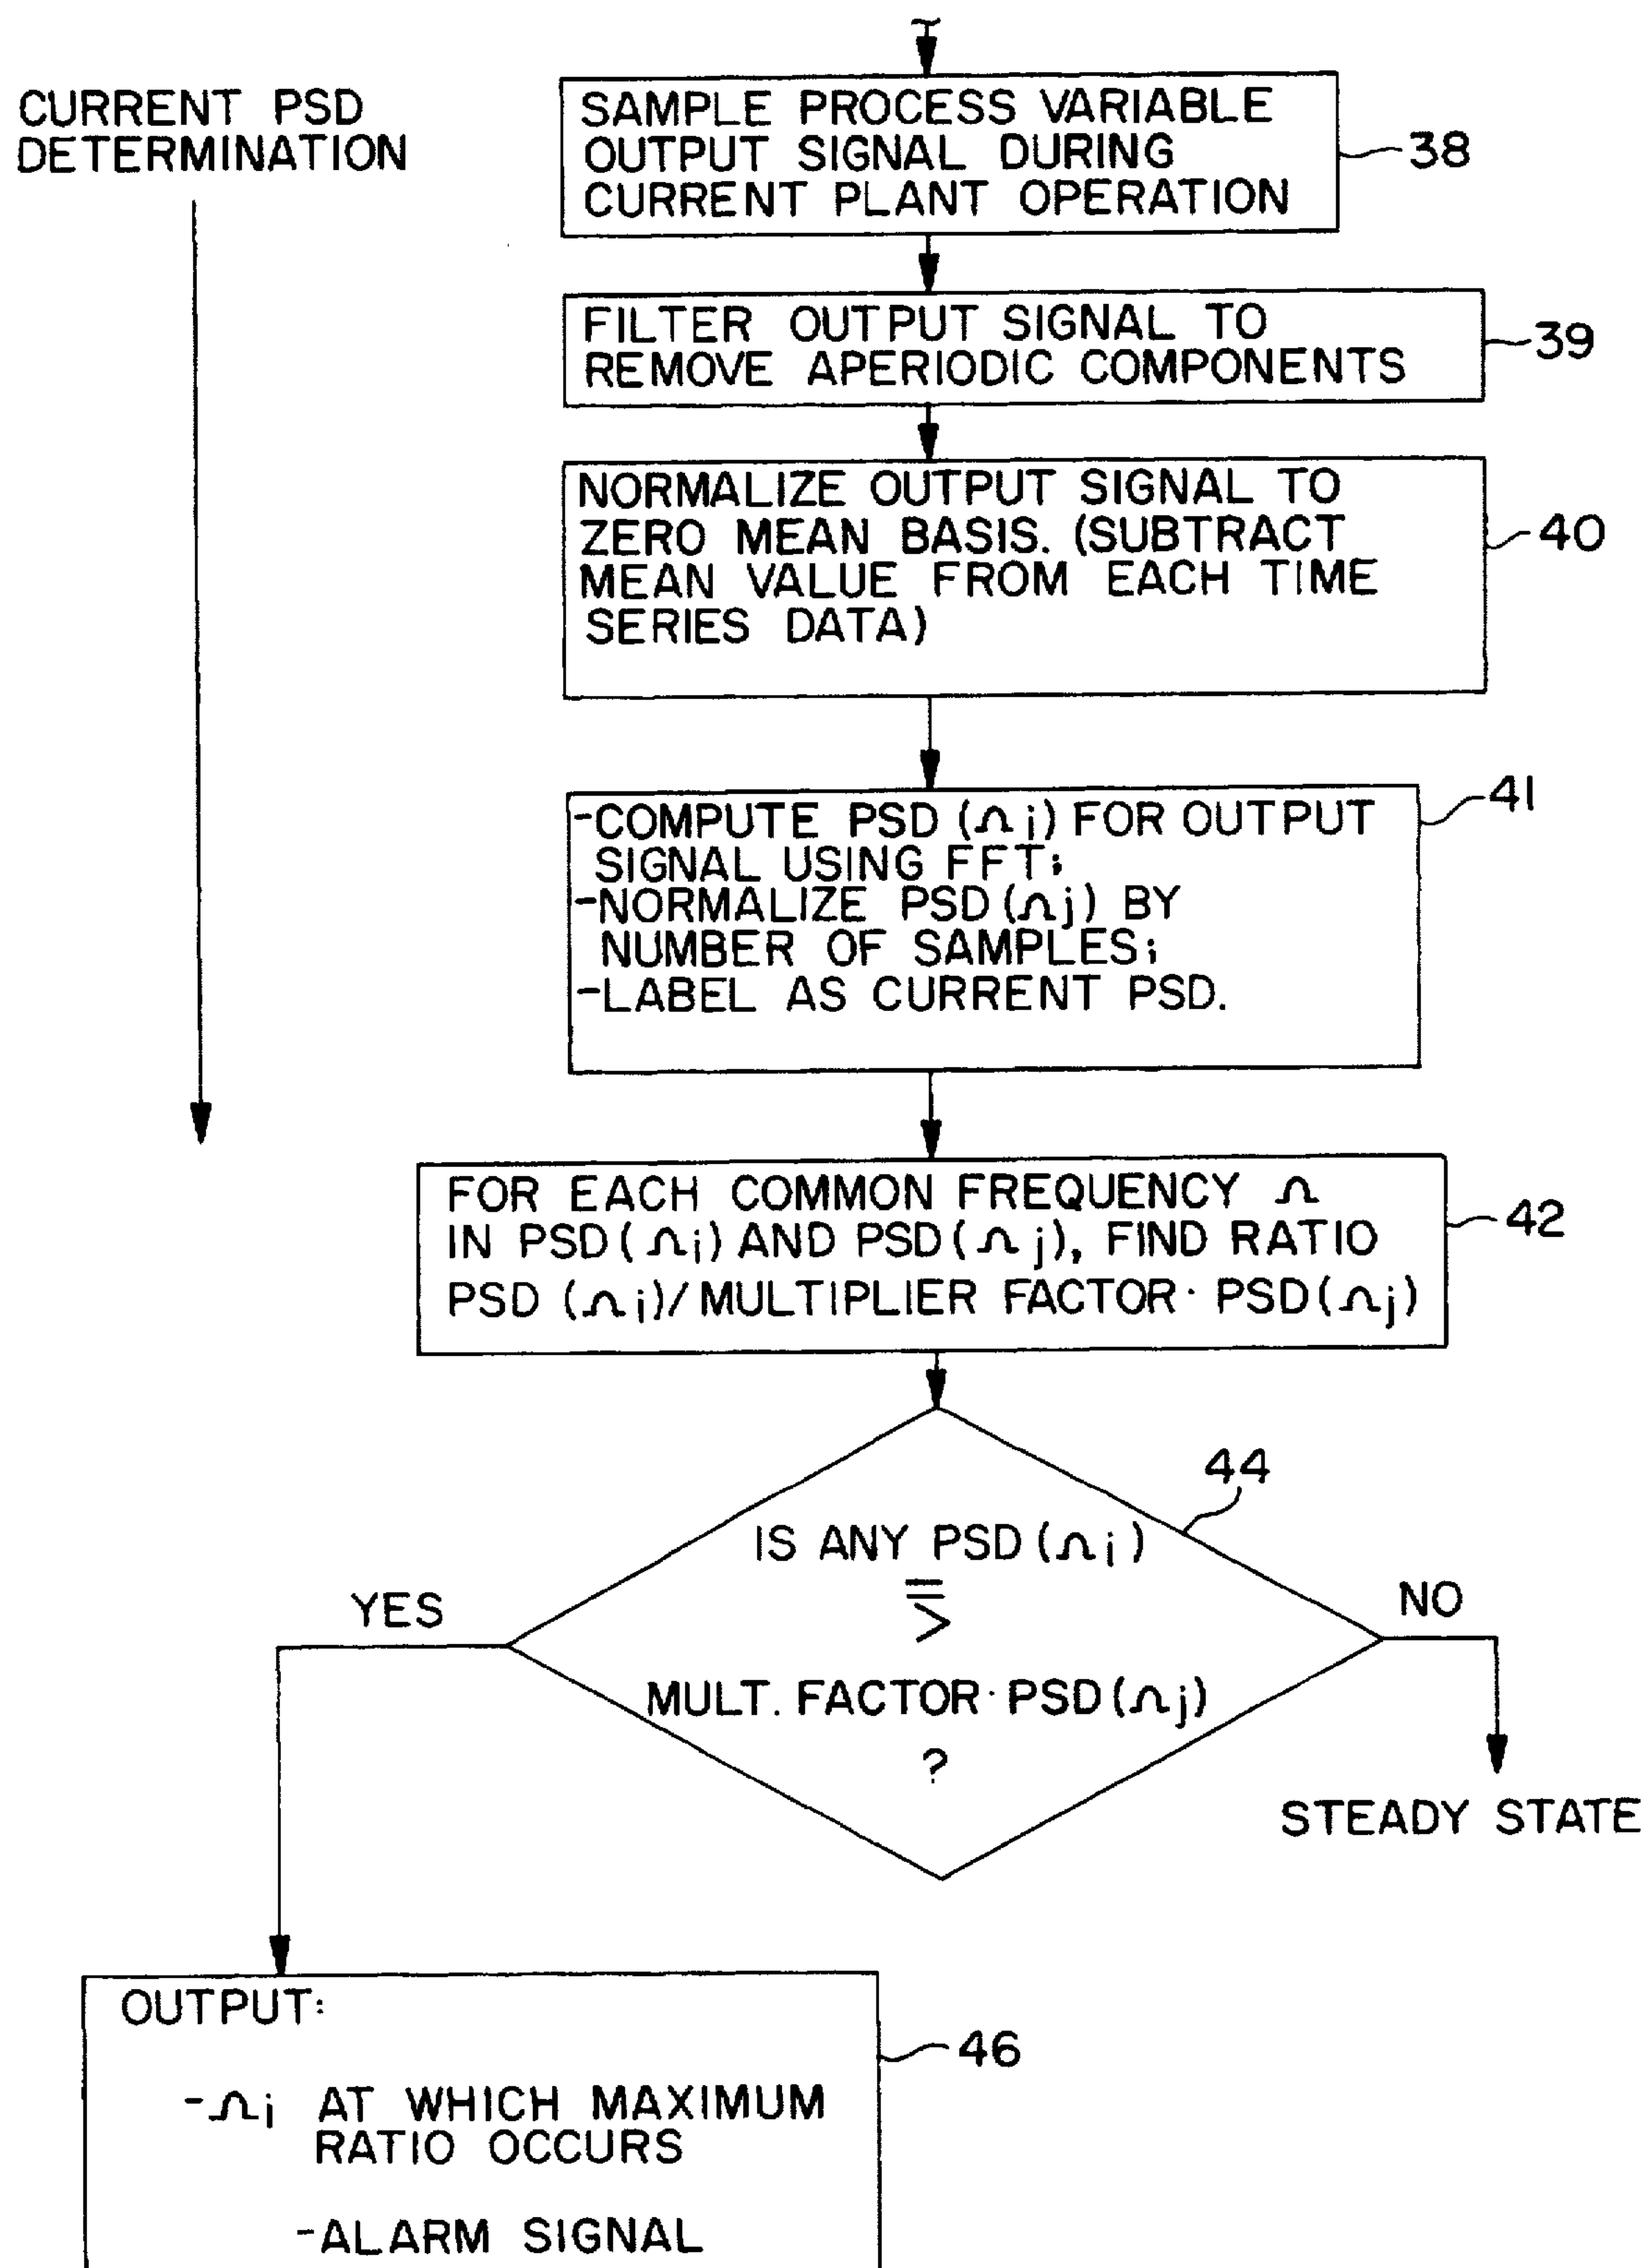 CURRENT PSD
DETERMINATION
SAMPLE PROCESS VARIABLE
OUTPUT SIGNAL DURING
CURRENT PLANT OPERATION
38
FILTER OUTPUT SIGNAL TO
REMOVE APERIODIC COMPONENTS
39
NORMALIZE OUTPUT SIGNAL TO
ZERO MEAN BASIS. (SUBTRACT
MEAN VALUE FROM EACH TIME
SERIES DATA)
40
-COMPUTE PSD (Ωi) FOR OUTPUT
SIGNAL USING FFT;
-NORMALIZE PSD (Ωj) BY
NUMBER OF SAMPLES;
-LABEL AS CURRENT PSD.
41
FOR EACH COMMON FREQUENCY Ω
IN PSD (Ωi) AND PSD (Ωj), FIND RATIO
PSD (Ωi)/MULTIPLIER FACTOR · PSD (Ωj)
42
44
IS ANY PSD (Ωi)
=
>
MULT. FACTOR · PSD (Ωj)
?
YES
NO
STEADY STATE
OUTPUT:
-Ωi AT WHICH MAXIMUM
RATIO OCCURS
-ALARM SIGNAL
46